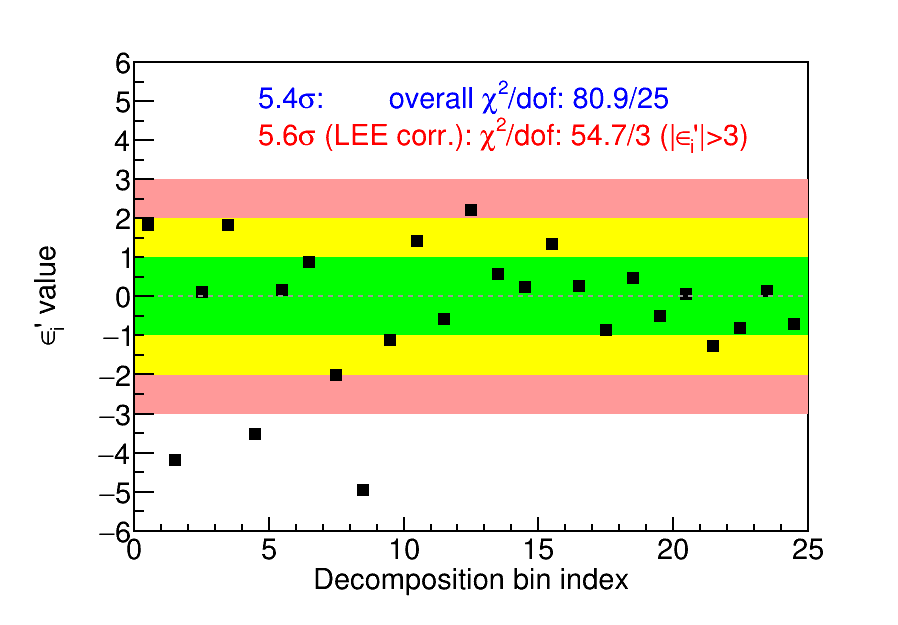 6
5.4σ: overall χ²/dof: 80.9/25
5
5.6σ (LEE corr.): χ²/dof: 54.7/3 (|ϵᵢ'|>3)
4
3
2
1
0
−1
−2
−3
−4
−5
−6
ϵᵢ' value
0 5 10 15 20 25
Decomposition bin index